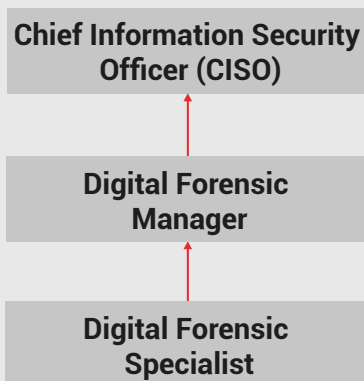 Chief Information Security
Officer (CISO)
Digital Forensic
Manager
Digital Forensic
Specialist